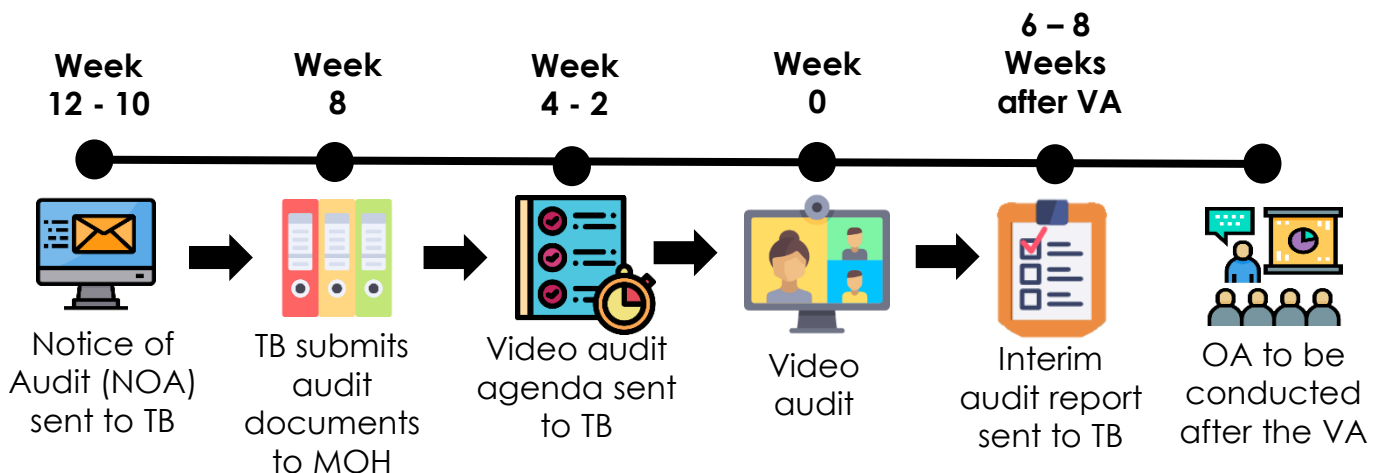 Week
12 - 10
Week
8
Week
4 - 2
Week
0
6 – 8
Weeks
after VA
Notice of
Audit (NOA)
sent to TB
TB submits
audit
documents
to MOH
Video audit
agenda sent
to TB
Video
audit
Interim
audit report
sent to TB
OA to be
conducted
after the VA